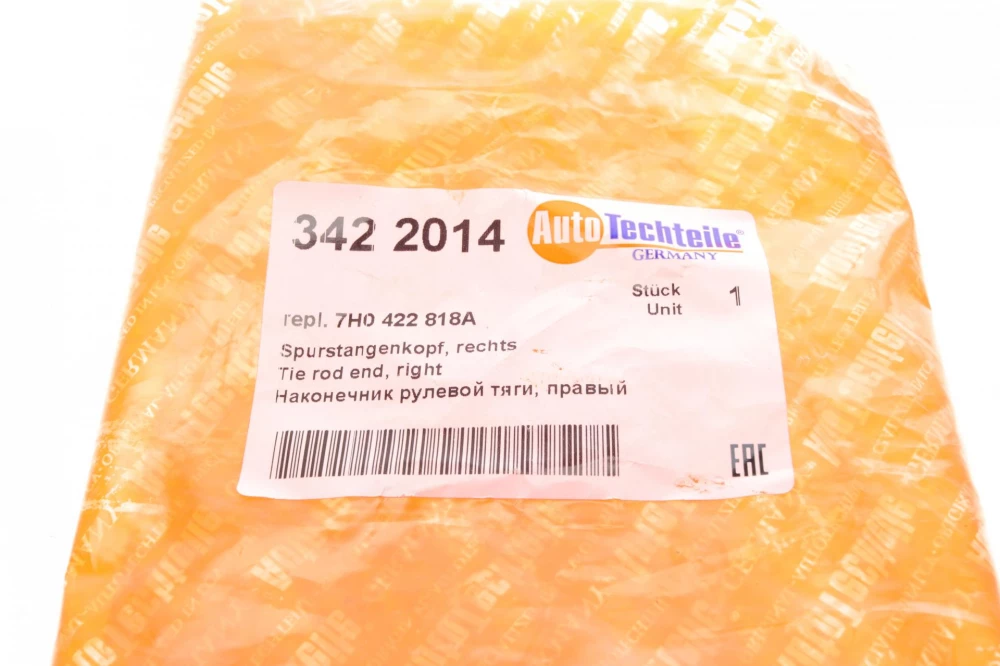 342 2014
AutoTechteile®
GERMANY
Stück 1
Unit
repl. 7H0 422 818A
Spurstangenkopf, rechts
Tie rod end, right
Наконечник рулевой тяги, правый
EAC